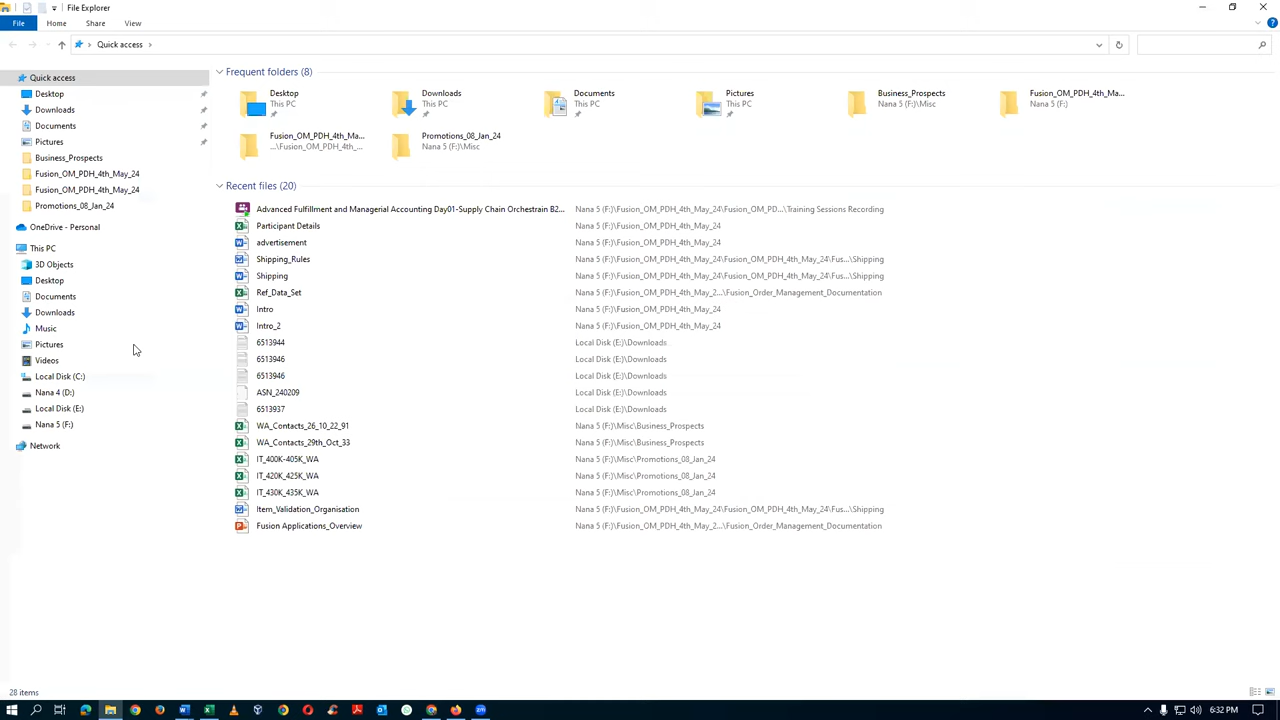 File Explorer
File Home Share View
Quick access
Quick access
Desktop
Downloads
Documents
Pictures
Business_Prospects
Fusion_OM_PDH_4th_May_24
Fusion_OM_PDH_4th_May_24
Promotions_08_Jan_24
OneDrive - Personal
This PC
3D Objects
Desktop
Documents
Downloads
Music
Pictures
Videos
Local Disk (C:)
Nana 4 (D:)
Local Disk (E:)
Nana 5 (F:)
Network
Frequent folders (8)
Desktop
This PC
Downloads
This PC
Documents
This PC
Pictures
This PC
Business_Prospects
Nana 5 (F:)\Misc
Fusion_OM_PDH_4th_Ma...
Nana 5 (F:)
Fusion_OM_PDH_4th_Ma...
...\Fusion_OM_PDH_4th_...
Promotions_08_Jan_24
Nana 5 (F:)\Misc
Recent files (20)
Advanced Fulfillment and Managerial Accounting Day01-Supply Chain Orchestrain B2... Nana 5 (F:)\Fusion_OM_PDH_4th_May_24\Fusion_OM_PD...\Training Sessions Recording
Participant Details Nana 5 (F:)\Fusion_OM_PDH_4th_May_24
advertisement Nana 5 (F:)\Fusion_OM_PDH_4th_May_24
Shipping_Rules Nana 5 (F:)\Fusion_OM_PDH_4th_May_24\Fusion_OM_PDH_4th_May_24\Fus...\Shipping
Shipping Nana 5 (F:)\Fusion_OM_PDH_4th_May_24\Fusion_OM_PDH_4th_May_24\Fus...\Shipping
Ref_Data_Set Nana 5 (F:)\Fusion_OM_PDH_4th_May_2...\Fusion_Order_Management_Documentation
Intro Nana 5 (F:)\Fusion_OM_PDH_4th_May_24
Intro_2 Nana 5 (F:)\Fusion_OM_PDH_4th_May_24
6513944 Local Disk (E:)\Downloads
6513946 Local Disk (E:)\Downloads
6513946 Local Disk (E:)\Downloads
ASN_240209 Local Disk (E:)\Downloads
6513937 Local Disk (E:)\Downloads
WA_Contacts_26_10_22_91 Nana 5 (F:)\Misc\Business_Prospects
WA_Contacts_29th_Oct_33 Nana 5 (F:)\Misc\Business_Prospects
IT_400K-405K_WA Nana 5 (F:)\Misc\Promotions_08_Jan_24
IT_420K_425K_WA Nana 5 (F:)\Misc\Promotions_08_Jan_24
IT_430K_435K_WA Nana 5 (F:)\Misc\Promotions_08_Jan_24
Item_Validation_Organisation Nana 5 (F:)\Fusion_OM_PDH_4th_May_24\Fusion_OM_PDH_4th_May_24\Fus...\Shipping
Fusion Applications_Overview Nana 5 (F:)\Fusion_OM_PDH_4th_May_2...\Fusion_Order_Management_Documentation
28 items
6:32 PM